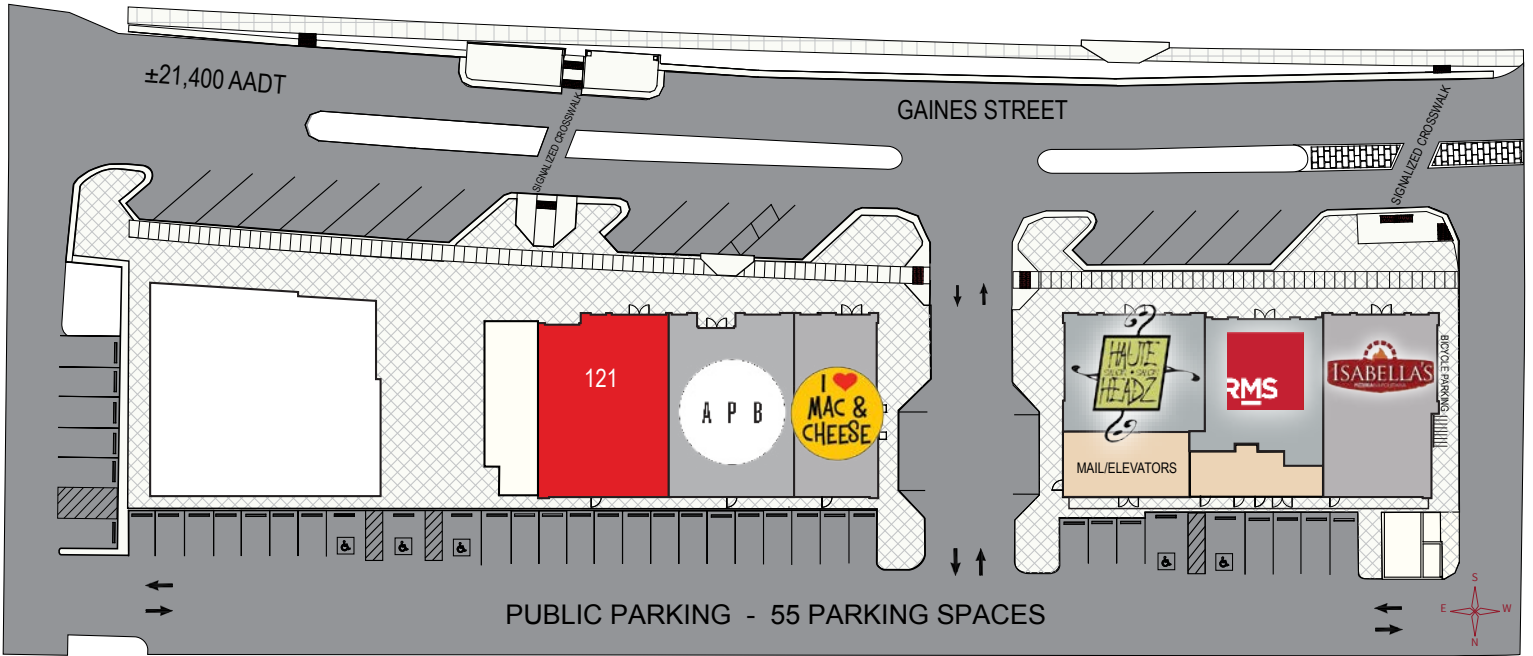 ±21,400 AADT
GAINES STREET
SIGNALIZED CROSSWALK
SIGNALIZED CROSSWALK
121
A P B
I
MAC &
CHEESE
HAUTE
HEADZ
RMS
ISABELLA'S
BICYCLE PARKING
MAIL/ELEVATORS
PUBLIC PARKING - 55 PARKING SPACES
S
E
W
N